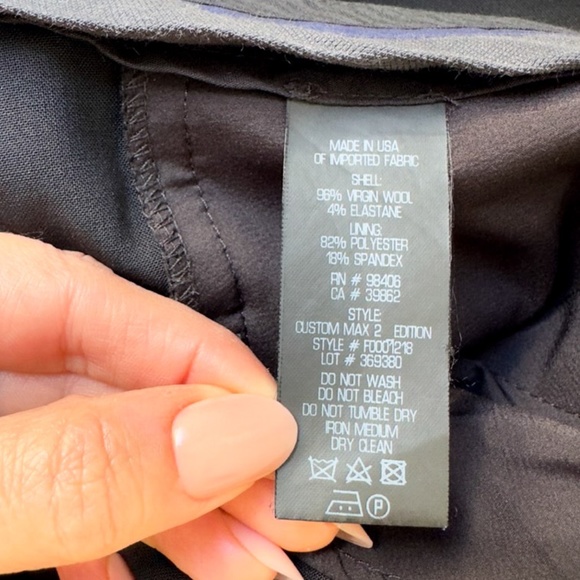 MADE IN USA
OF IMPORTED FABRIC
SHELL:
96% VIRGIN WOOL
4% ELASTANE
LINING:
82% POLYESTER
18% SPANDEX
RN # 98406
CA # 39862
STYLE:
CUSTOM MAX 2 EDITION
STYLE # F0001218
LOT # 369380
DO NOT WASH
DO NOT BLEACH
DO NOT TUMBLE DRY
IRON MEDIUM
DRY CLEAN
P